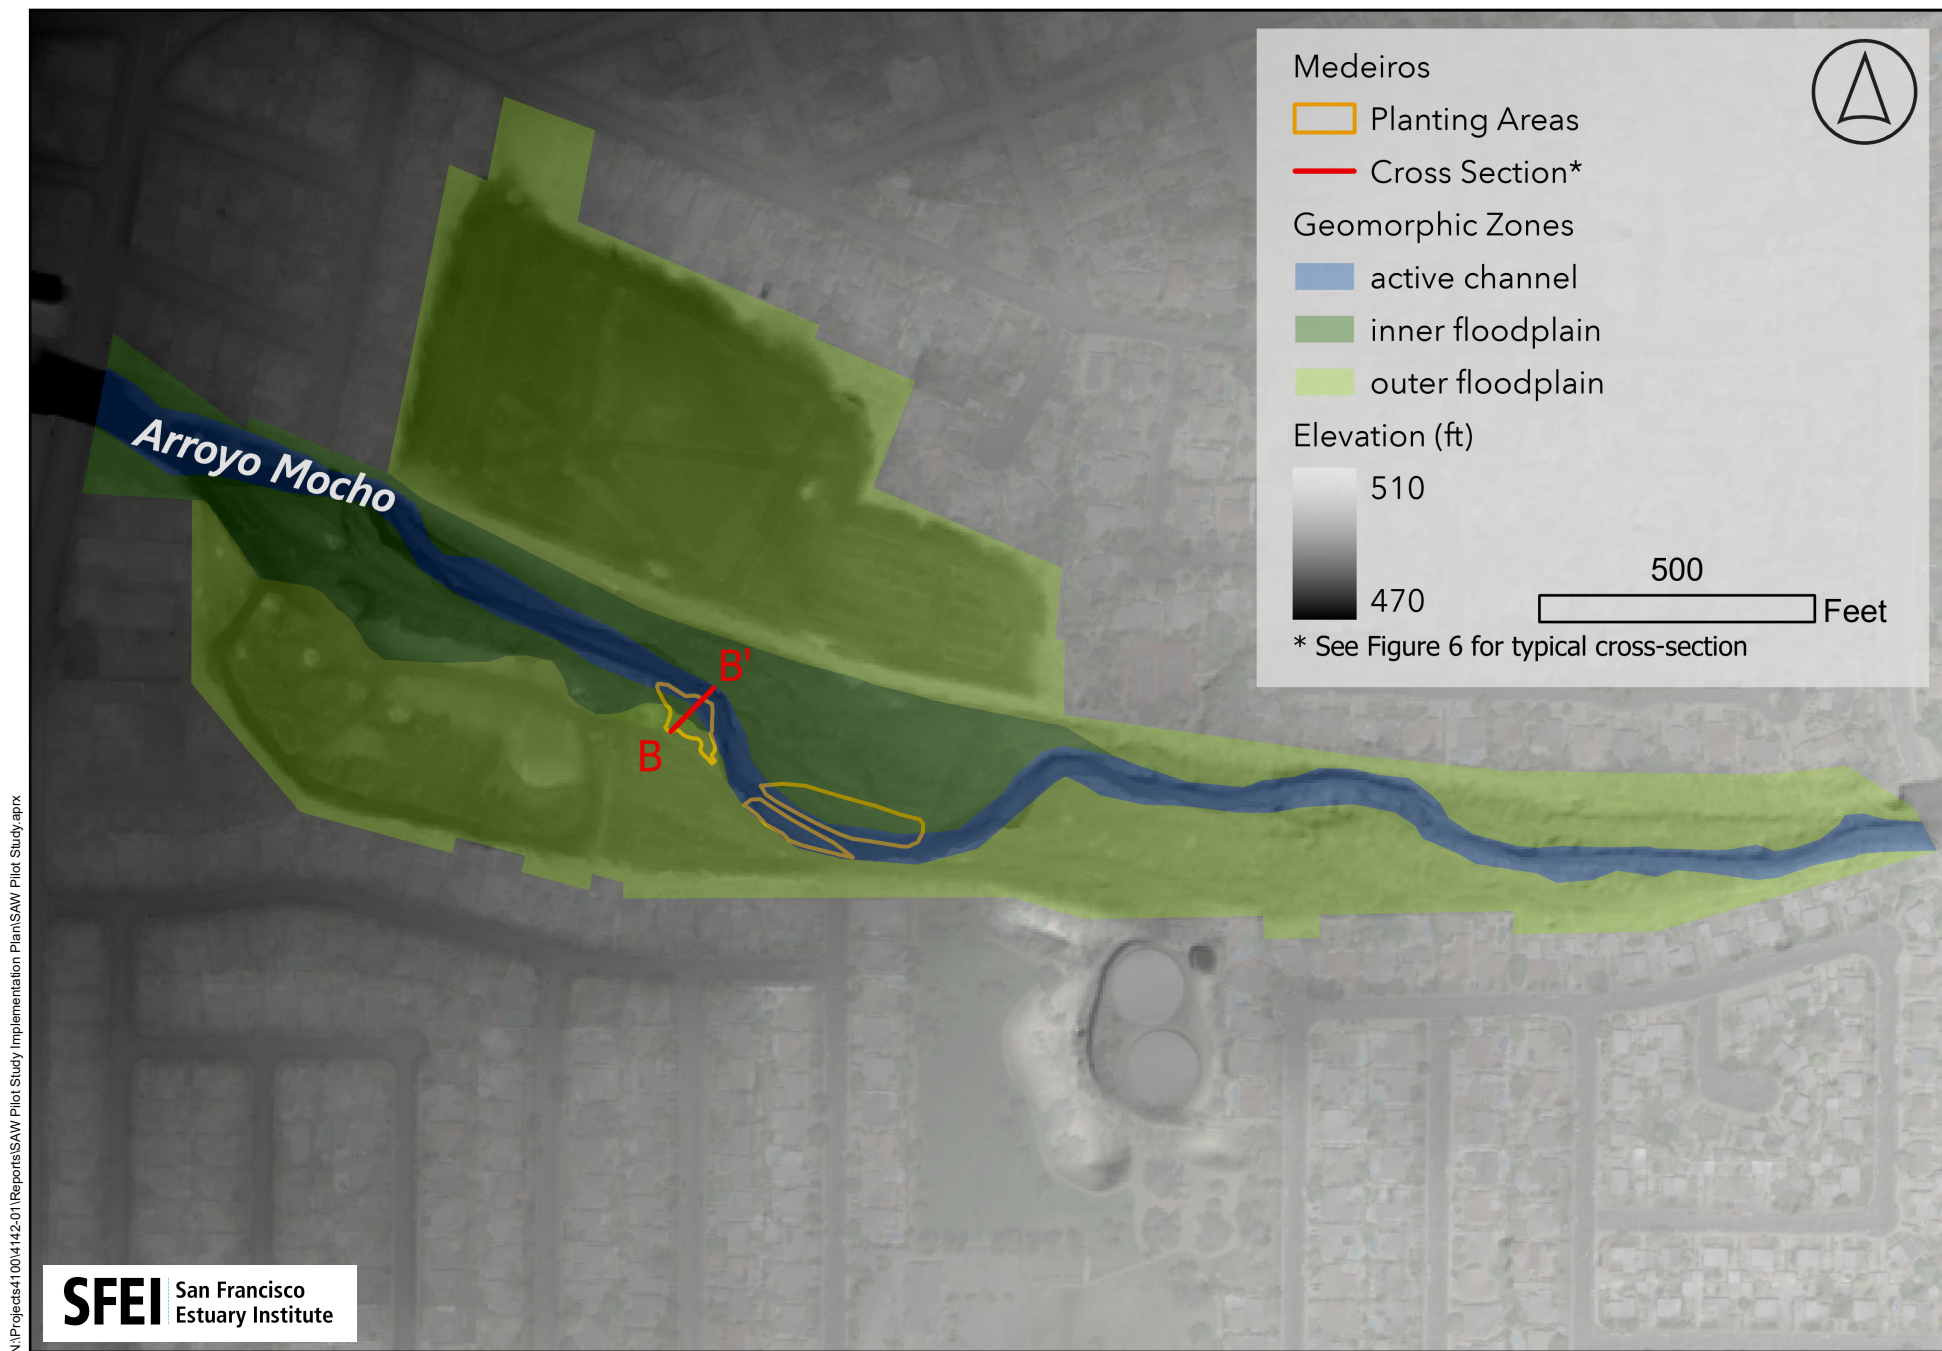 Medeiros
Planting Areas
Cross Section*
Geomorphic Zones
active channel
inner floodplain
outer floodplain
Elevation (ft)
510
470
500
Feet
* See Figure 6 for typical cross-section
Arroyo Mocho
B'
B
N:\Projects4100\4142-01\Reports\SAW Pilot Study Implementation Plan\SAW Pilot Study.aprx
SFEI
San Francisco
Estuary Institute